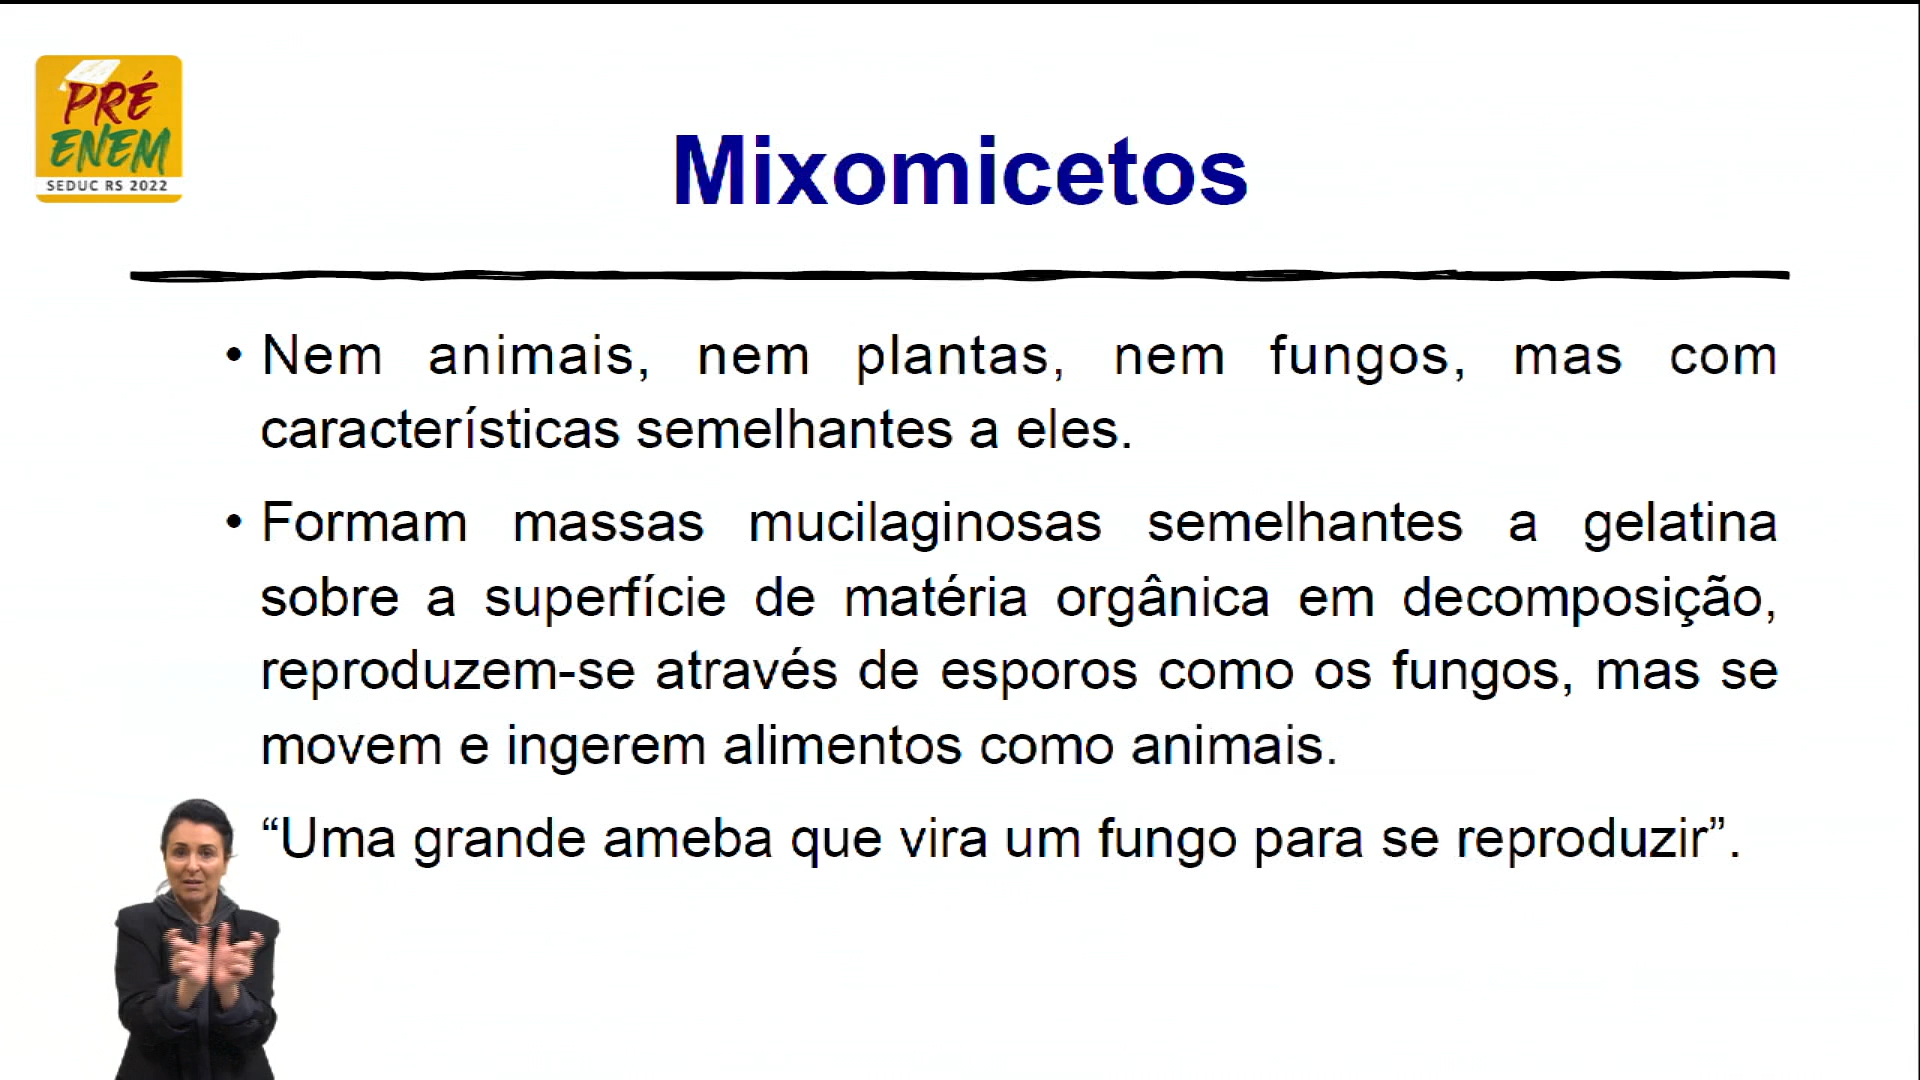 PRÉ
ENEM
SEDUC RS 2022
Mixomicetos
• Nem animais, nem plantas, nem fungos, mas com
características semelhantes a eles.
• Formam massas mucilaginosas semelhantes a gelatina
sobre a superfície de matéria orgânica em decomposição,
reproduzem-se através de esporos como os fungos, mas se
movem e ingerem alimentos como animais.
“Uma grande ameba que vira um fungo para se reproduzir”.